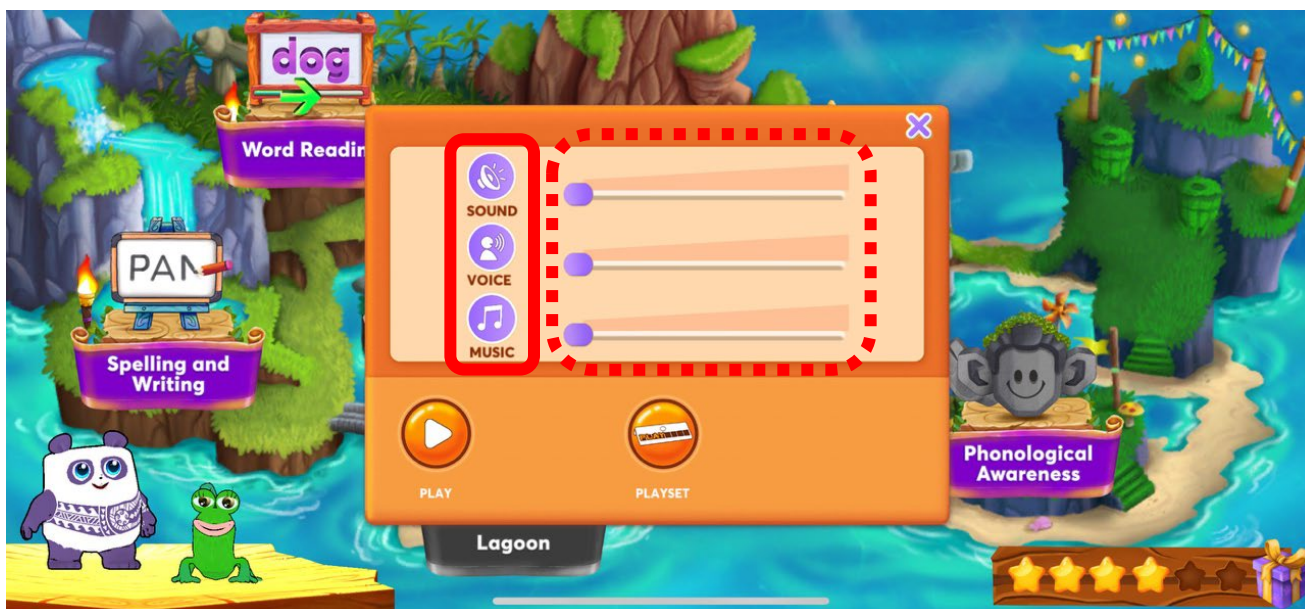 dog
Word Readin
SOUND
PAN
VOICE
MUSIC
Spelling and
Writing
Phonological
Awareness
PLAY
PLAYSET
Lagoon